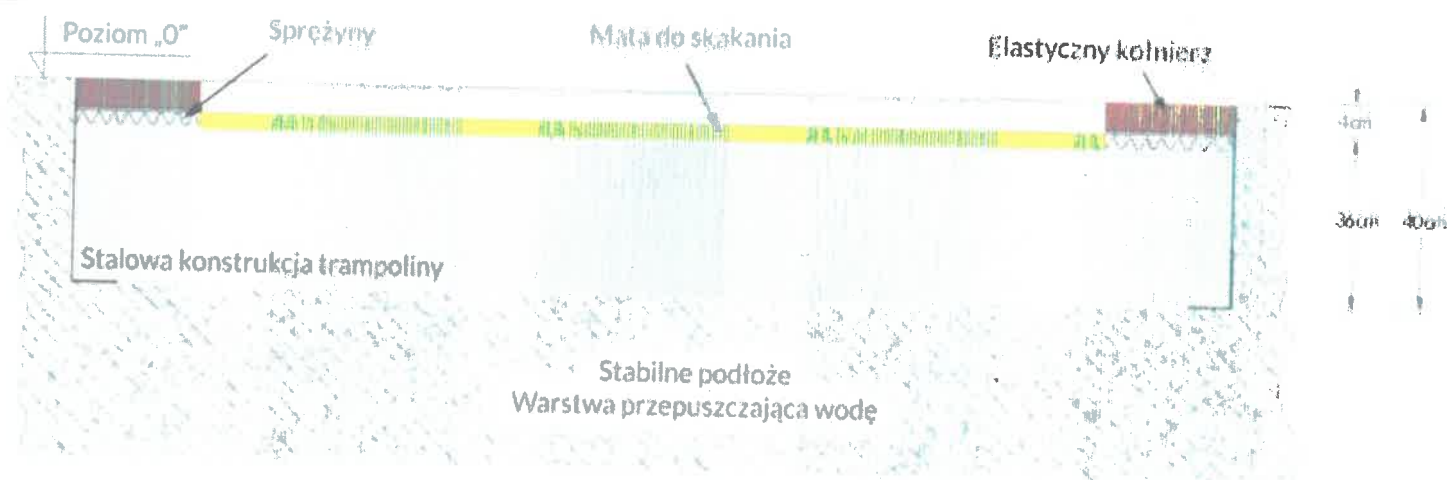 Poziom „0”
Sprężyny
Mata do skakania
Elastyczny kołnierz
4cm
36cm
40cm
Stalowa konstrukcja trampoliny
Stabilne podłoże
Warstwa przepuszczająca wodę